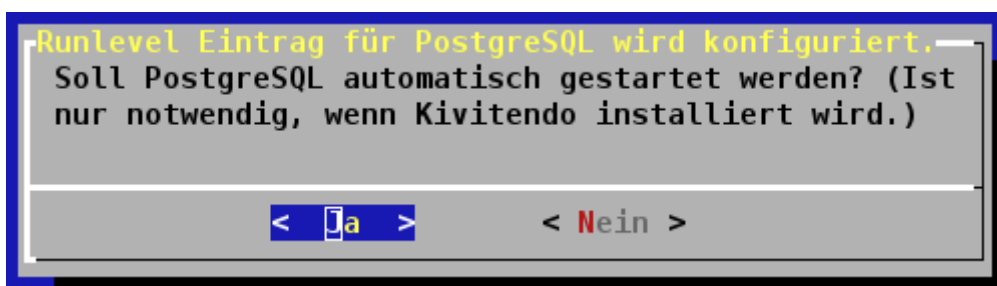 Runlevel Eintrag für PostgreSQL wird konfiguriert.
Soll PostgreSQL automatisch gestartet werden? (Ist
nur notwendig, wenn Kivitendo installiert wird.)
< Ja > < Nein >